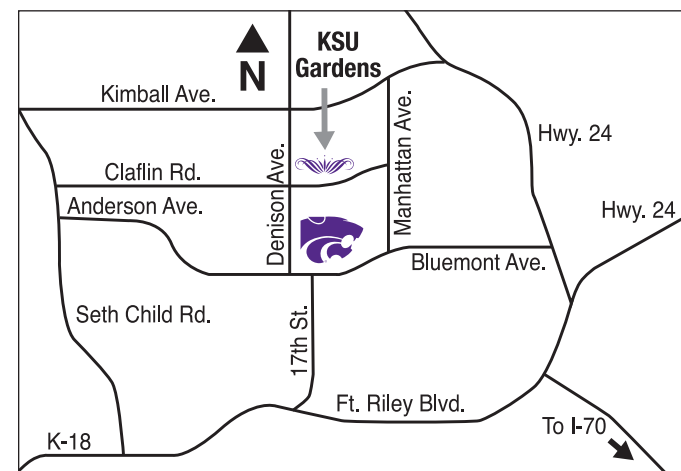 KSU
Gardens
N
Kimball Ave.
Hwy. 24
Manhattan Ave.
Claflin Rd.
Denison Ave.
Anderson Ave.
Hwy. 24
Bluemont Ave.
Seth Child Rd.
17th St.
Ft. Riley Blvd.
To I-70
K-18